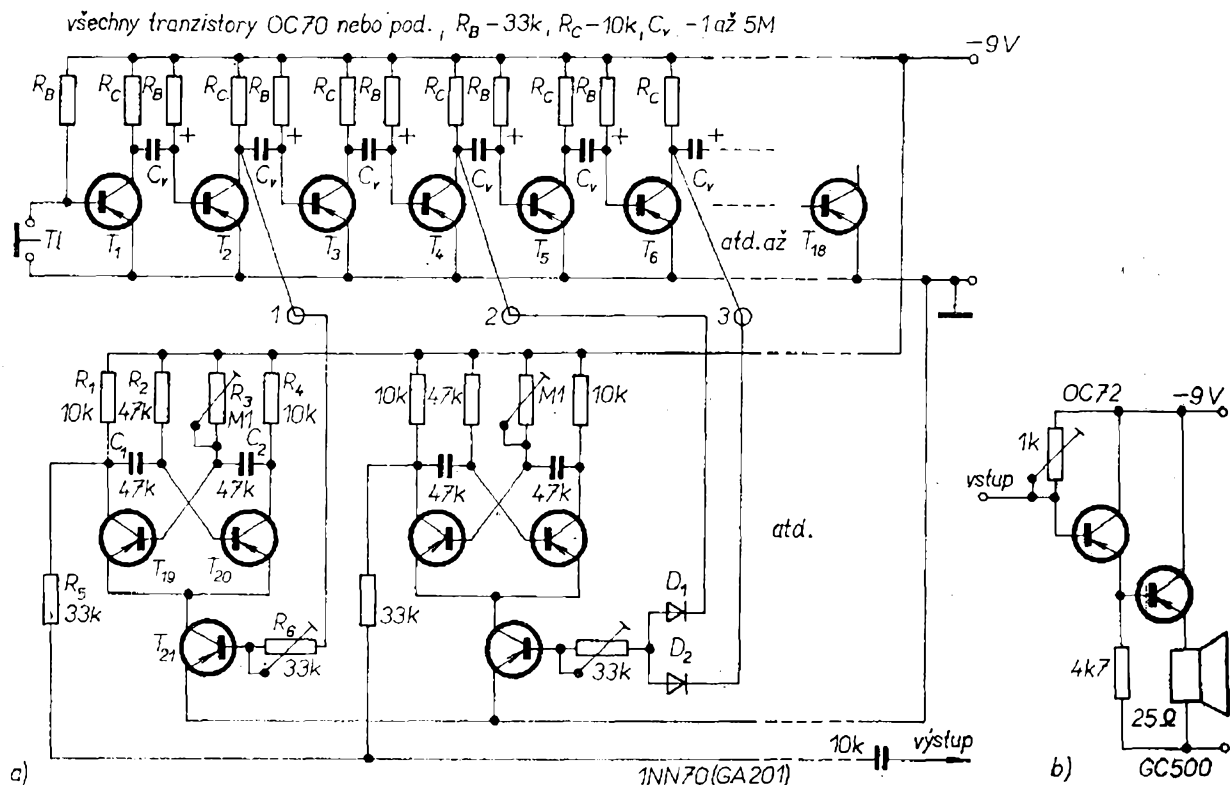 všechny tranzistory OC70 nebo pod., R_B – 33k, R_C – 10k, C_v – 1 až 5M
–9V
R_B R_C R_B R_C R_B R_C R_B R_C R_B R_C R_B R_C
+ + + + + +
C_v C_v C_v C_v C_v C_v
Tl
T_1 T_2 T_3 T_4 T_5 T_6 atd. až T_18
1 2 3
R_1 10k R_2 47k R_3 M1 R_4 10k
10k 47k M1 10k
C_1 47k C_2 47k
47k 47k
T_19 T_20
atd.
R_5 33k
33k
T_21
R_6 33k
33k
D_1
D_2
10k
výstup
a)
1NN70(GA201)
OC72
–9V
1k
vstup
4k7
25Ω
b)
GC500